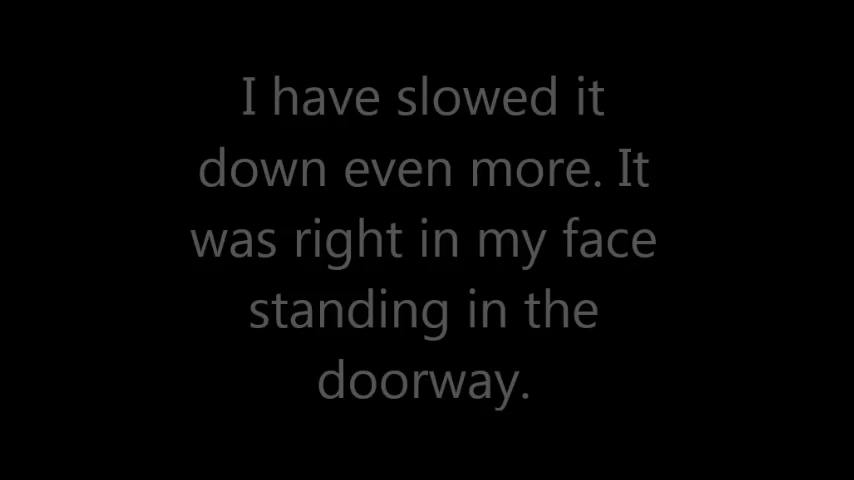 I have slowed it
down even more. It
was right in my face
standing in the
doorway.